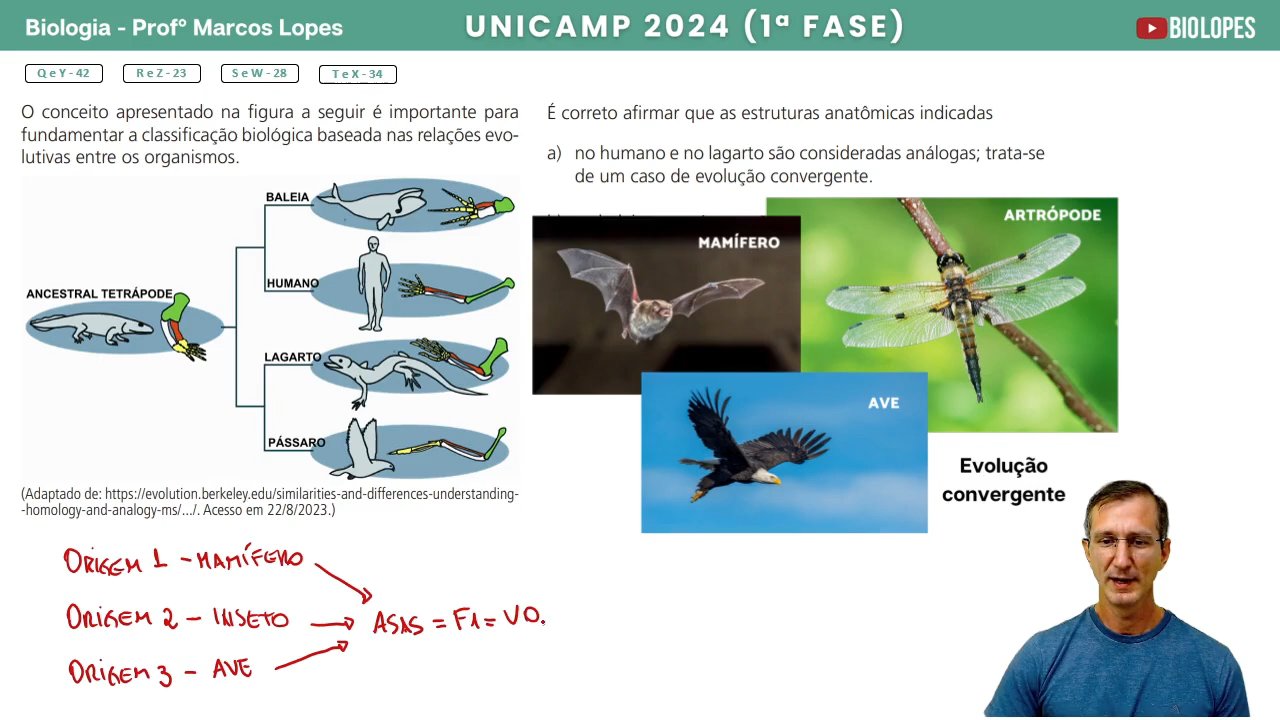 Biologia - Profº Marcos Lopes
UNICAMP 2024 (1ª FASE)
BIOLOPES
Q e Y - 42
R e Z - 23
S e W - 28
T e X - 34
O conceito apresentado na figura a seguir é importante para
fundamentar a classificação biológica baseada nas relações evo-
lutivas entre os organismos.
BALEIA
HUMANO
ANCESTRAL TETRÁPODE
LAGARTO
PÁSSARO
(Adaptado de: https://evolution.berkeley.edu/similarities-and-differences-understanding-
-homology-and-analogy-ms/.../. Acesso em 22/8/2023.)
ORIGEM 1 - MAMÍFERO
ORIGEM 2 - INSETO
ORIGEM 3 - AVE
ASAS = F1 = VO.
É correto afirmar que as estruturas anatômicas indicadas
a) no humano e no lagarto são consideradas análogas; trata-se
de um caso de evolução convergente.
MAMÍFERO
ARTRÓPODE
AVE
Evolução
convergente